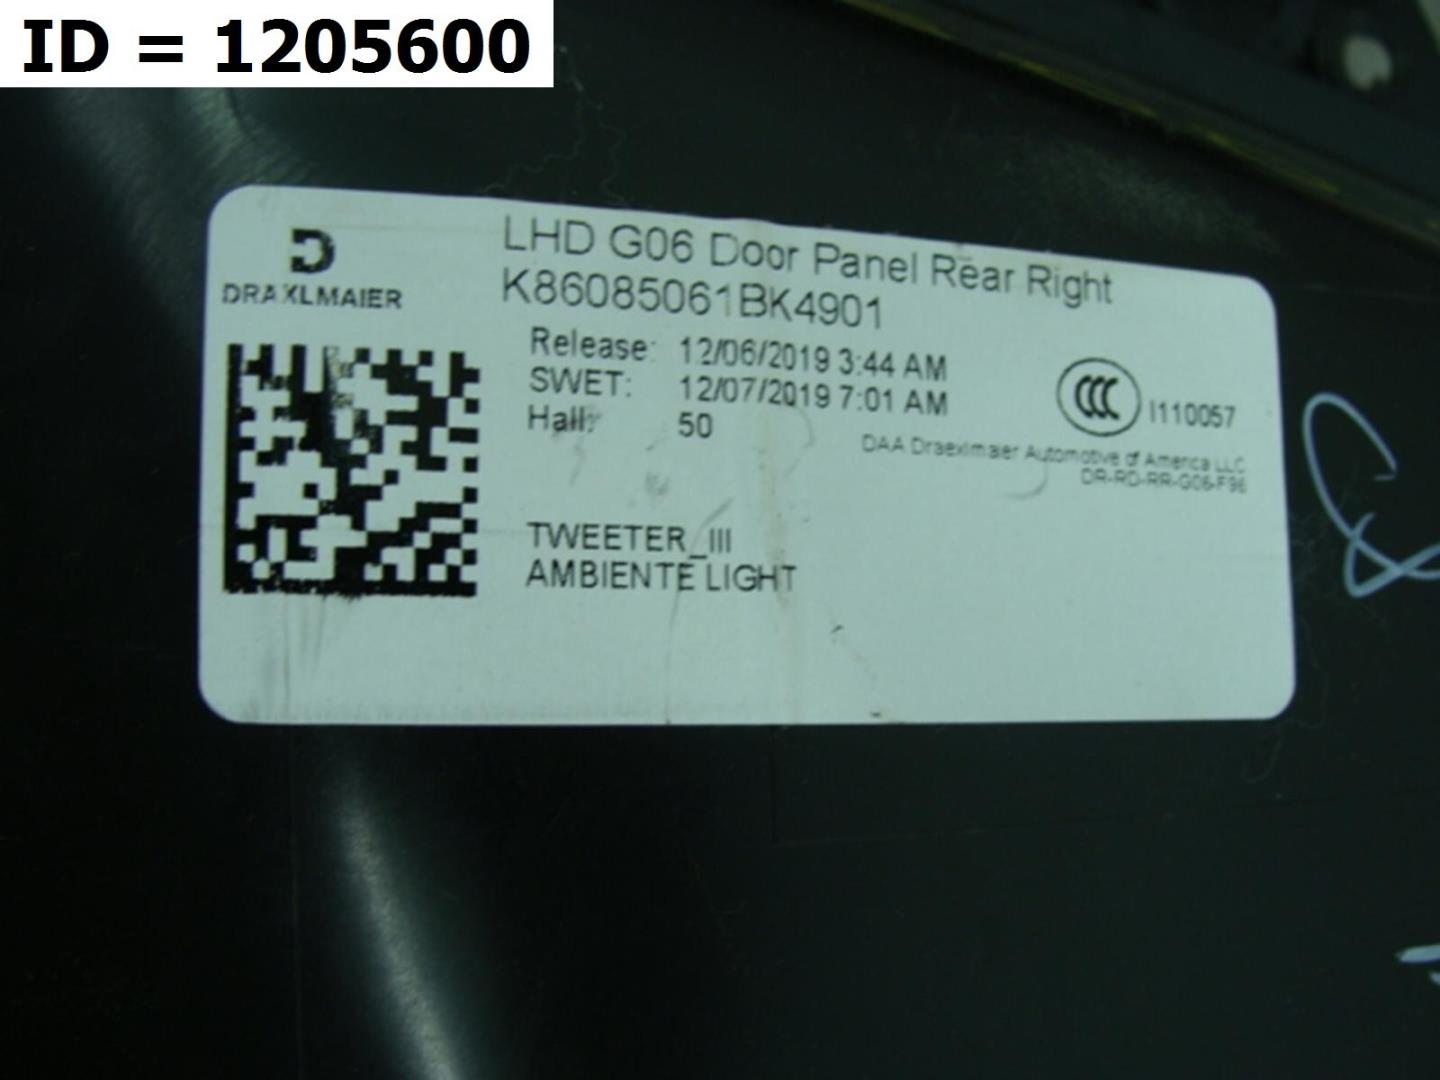 ID = 1205600
D
DRAXLMAIER
LHD G06 Door Panel Rear Right
K86085061BK4901
Release: 12/06/2019 3:44 AM
SWET: 12/07/2019 7:01 AM
Hall: 50
CCC I110057
DAA Draexlmaier Automotive of America LLC
DR-RD-RR-G06-F96
TWEETER_III
AMBIENTE LIGHT